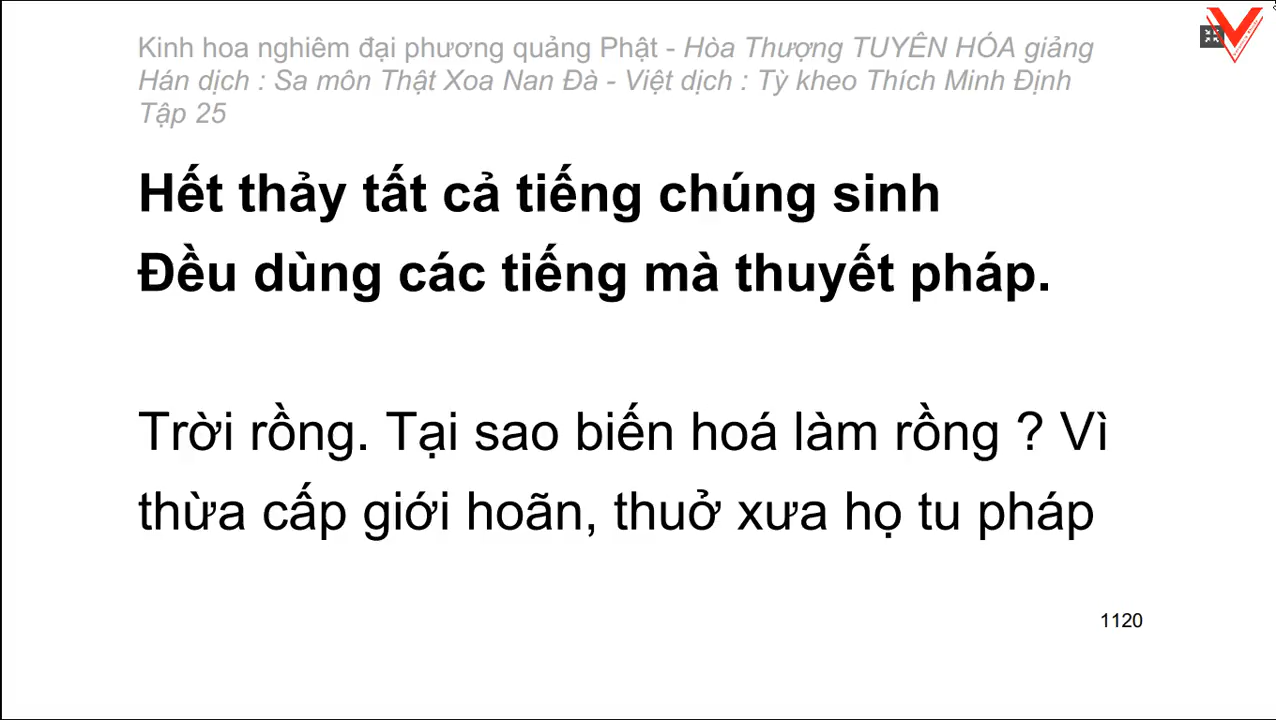 Kinh hoa nghiêm đại phương quảng Phật - Hòa Thượng TUYÊN HÓA giảng
Hán dịch : Sa môn Thật Xoa Nan Đà - Việt dịch : Tỳ kheo Thích Minh Định
Tập 25
Hết thảy tất cả tiếng chúng sinh
Đều dùng các tiếng mà thuyết pháp.
Trời rồng. Tại sao biến hoá làm rồng ? Vì
thừa cấp giới hoãn, thuở xưa họ tu pháp
1120